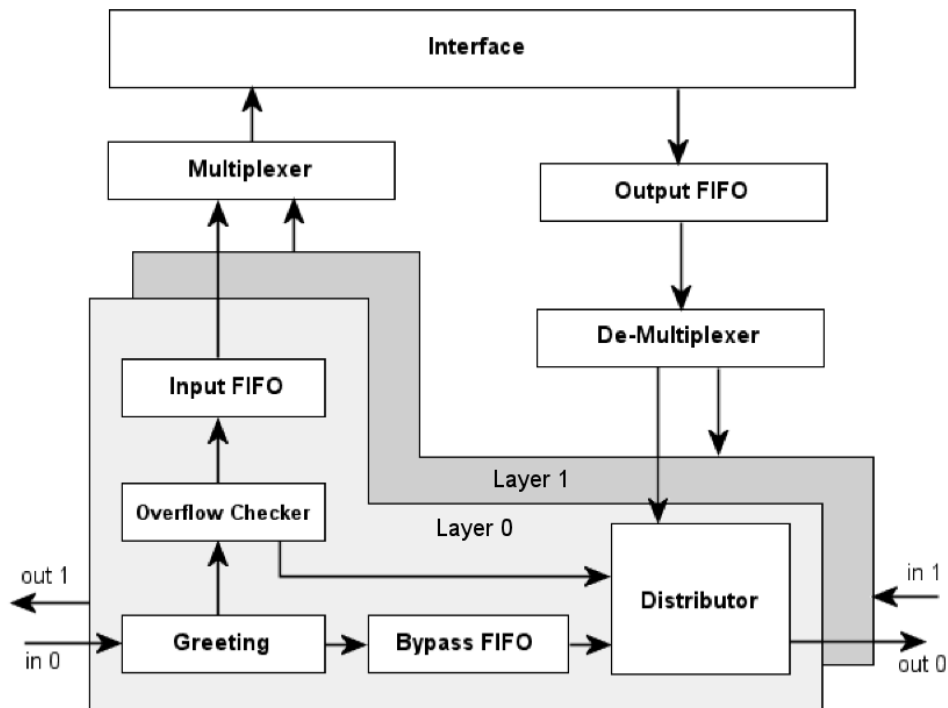 Interface
Multiplexer
Output FIFO
De-Multiplexer
Input FIFO
Layer 1
Overflow Checker
Layer 0
out 1
in 1
Distributor
Greeting
Bypass FIFO
in 0
out 0